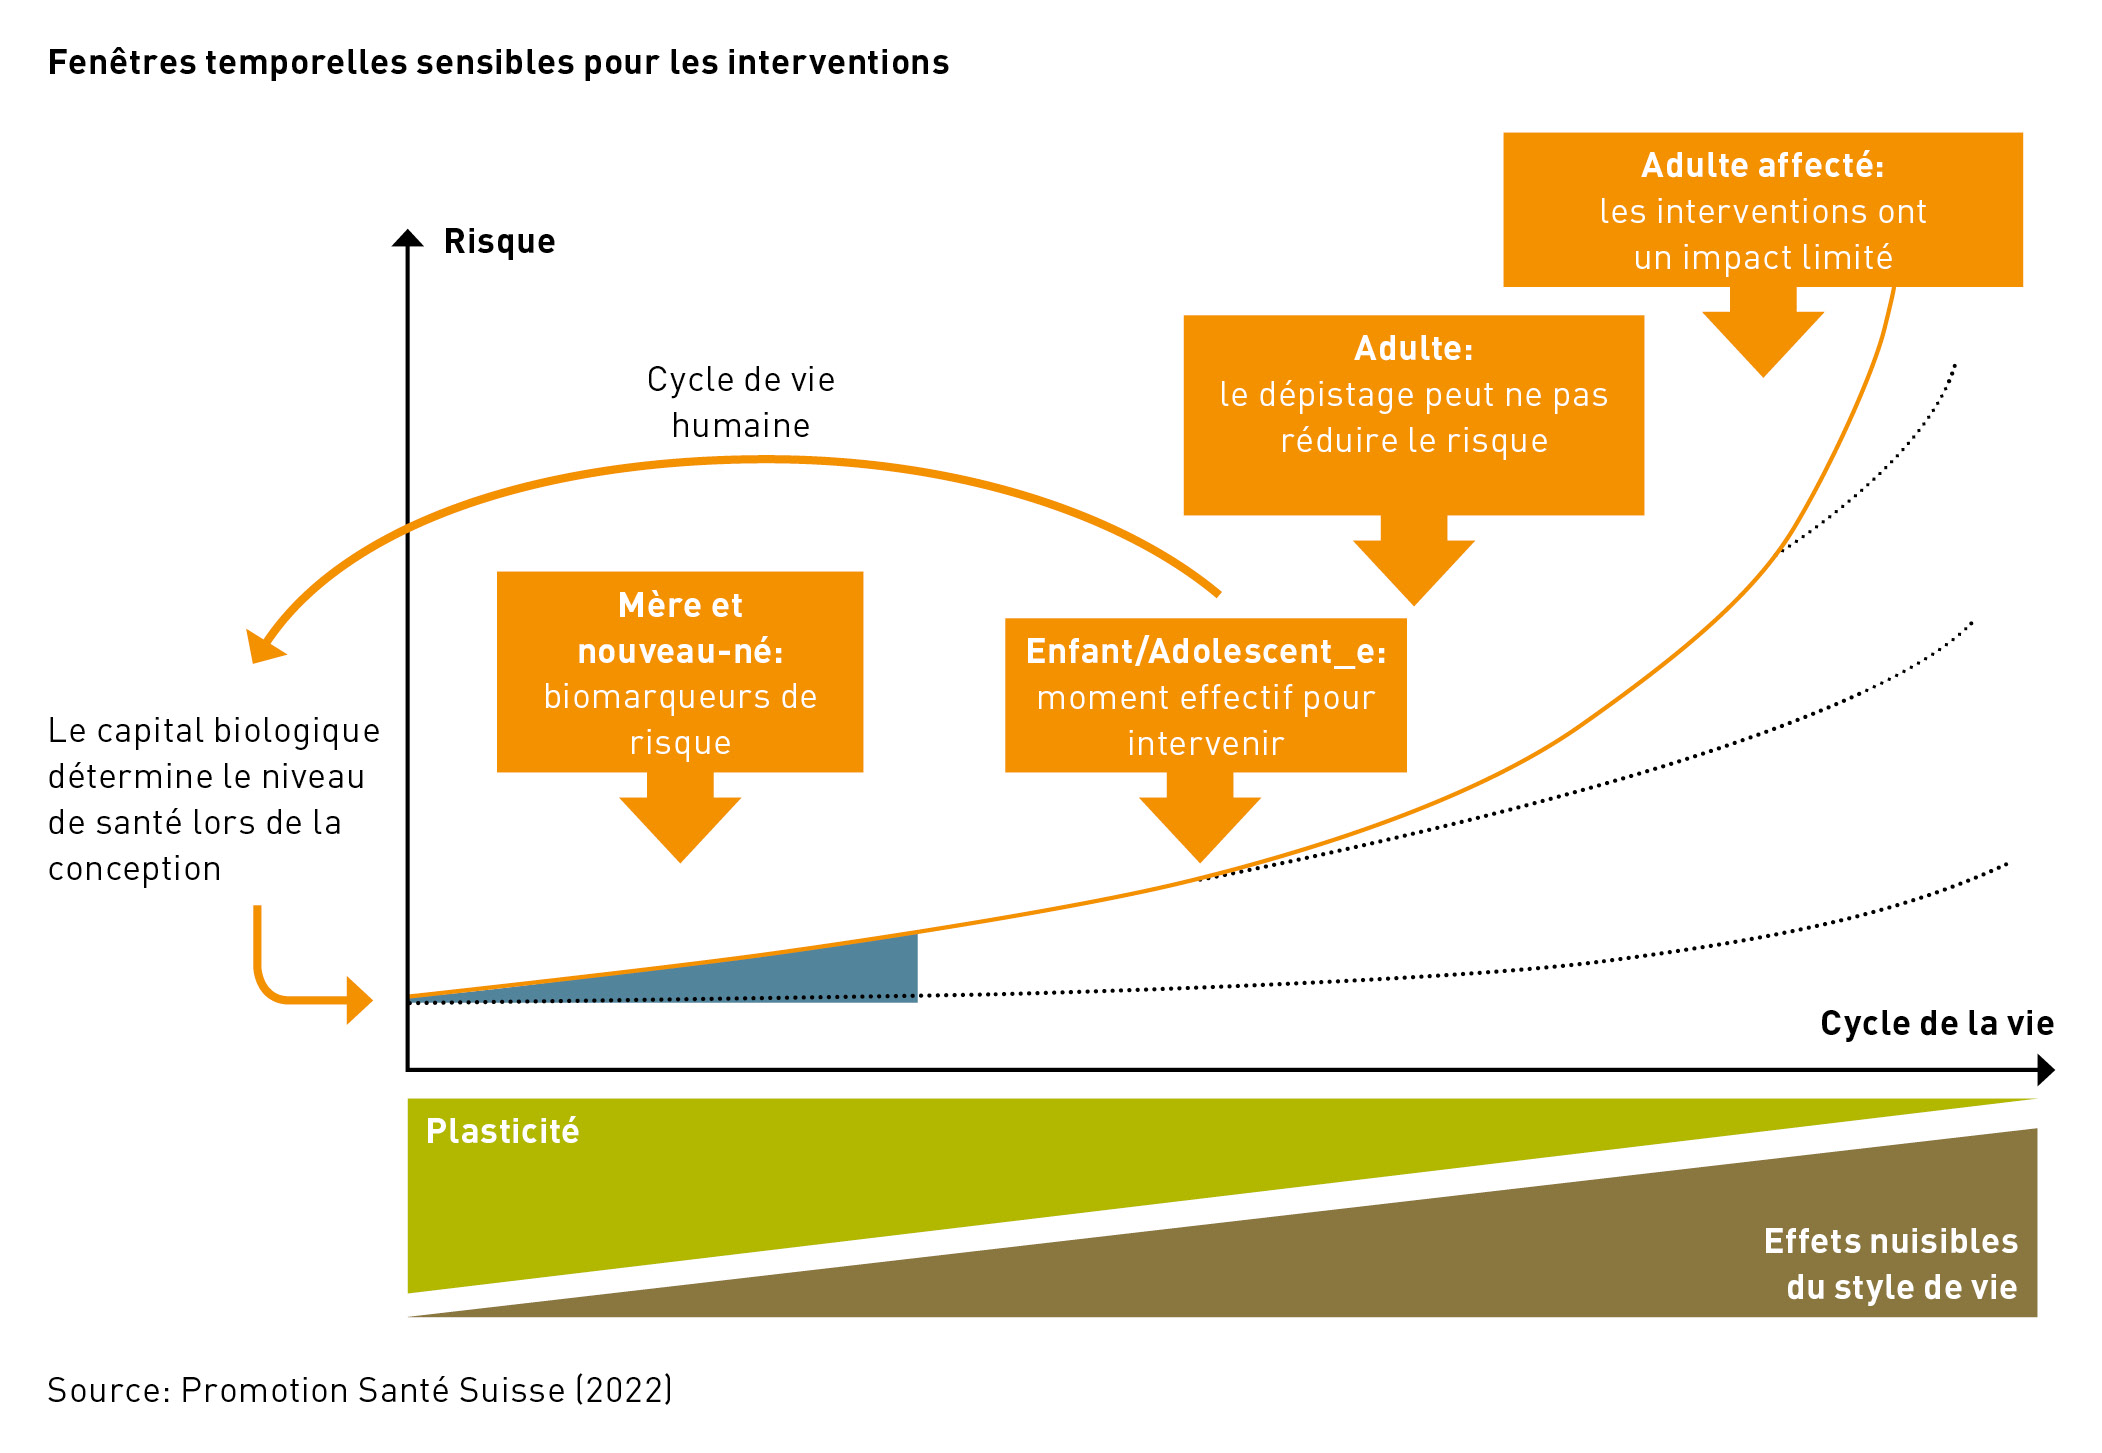 Fenêtres temporelles sensibles pour les interventions
Adulte affecté:
les interventions ont
un impact limité
Risque
Adulte:
le dépistage peut ne pas
réduire le risque
Cycle de vie
humaine
Mère et
nouveau-né:
biomarqueurs de
risque
Enfant/Adolescent_e:
moment effectif pour
intervenir
Le capital biologique
détermine le niveau
de santé lors de la
conception
Cycle de la vie
Plasticité
Effets nuisibles
du style de vie
Source: Promotion Santé Suisse (2022)